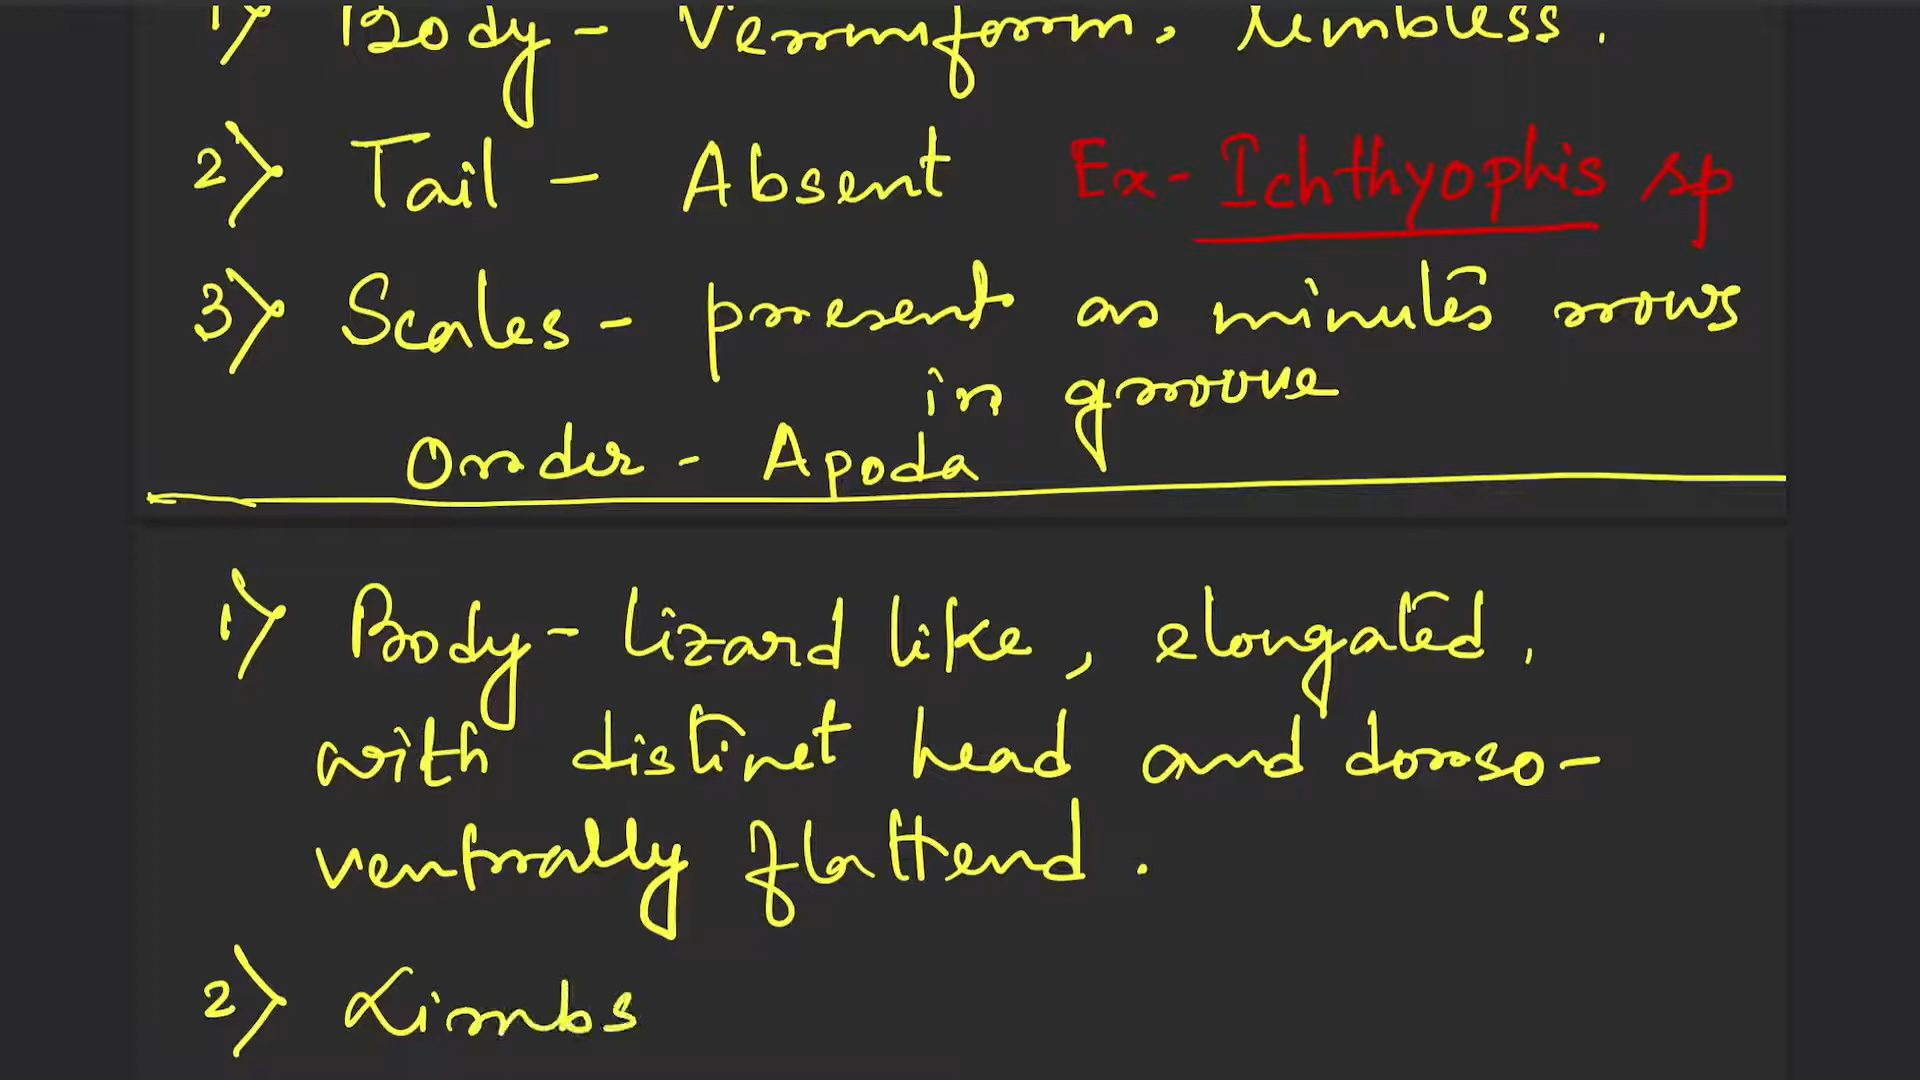 1) Body - Vermiform, limbless.
2) Tail - Absent Ex- Ichthyophis sp
3) Scales - present as minutes rows
in groove
Order - Apoda
1) Body - lizard like, elongated,
with distinct head and dorso-
ventrally flattend.
2) Limbs